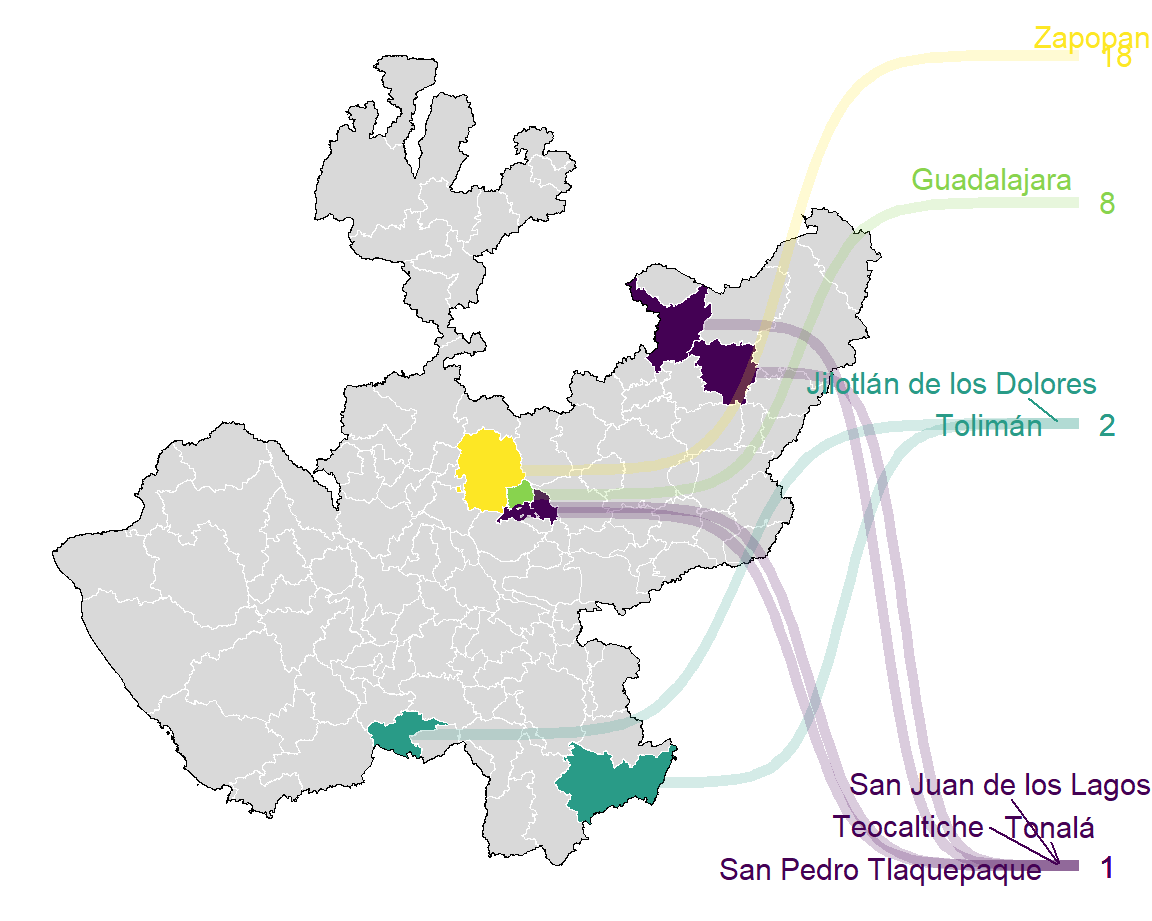 Zapopan
18
Guadalajara
8
Jilotlán de los Dolores
Tolimán
2
San Juan de los Lagos
Teocaltiche
Tonalá
San Pedro Tlaquepaque
1